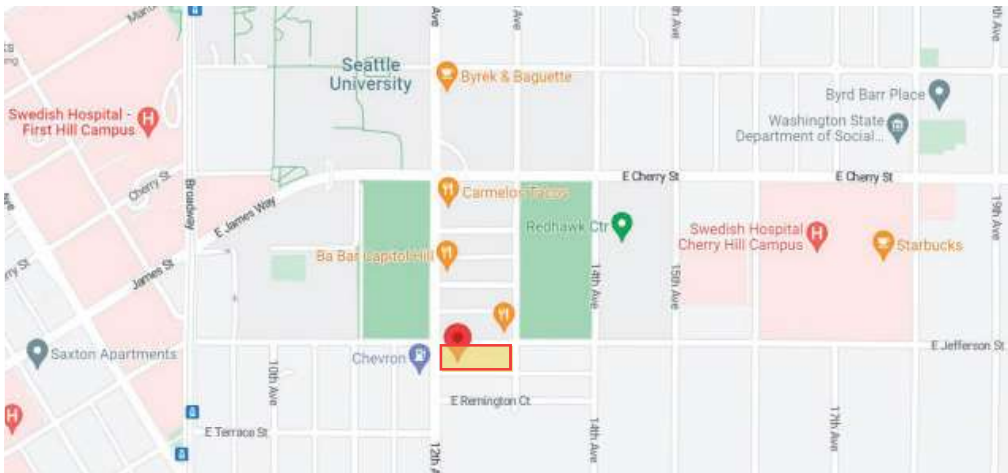 Ave
Ave
Seattle
University
Byrek & Baguette
Byrd Barr Place
Swedish Hospital -
First Hill Campus
H
Washington State
Department of Social...
Cherry St
Broadway
E James Way
E Cherry St
E Cherry St
Carmelos Tacos
Redhawk Ctr
Swedish Hospital
Cherry Hill Campus
H
Starbucks
19th Ave
Ba Bar Capitol Hill
14th Ave
15th Ave
James St
Saxton Apartments
Chevron
E Jefferson St
10th Ave
E Remington Ct
H
E Terrace St
12th A
14th Ave
17th Ave